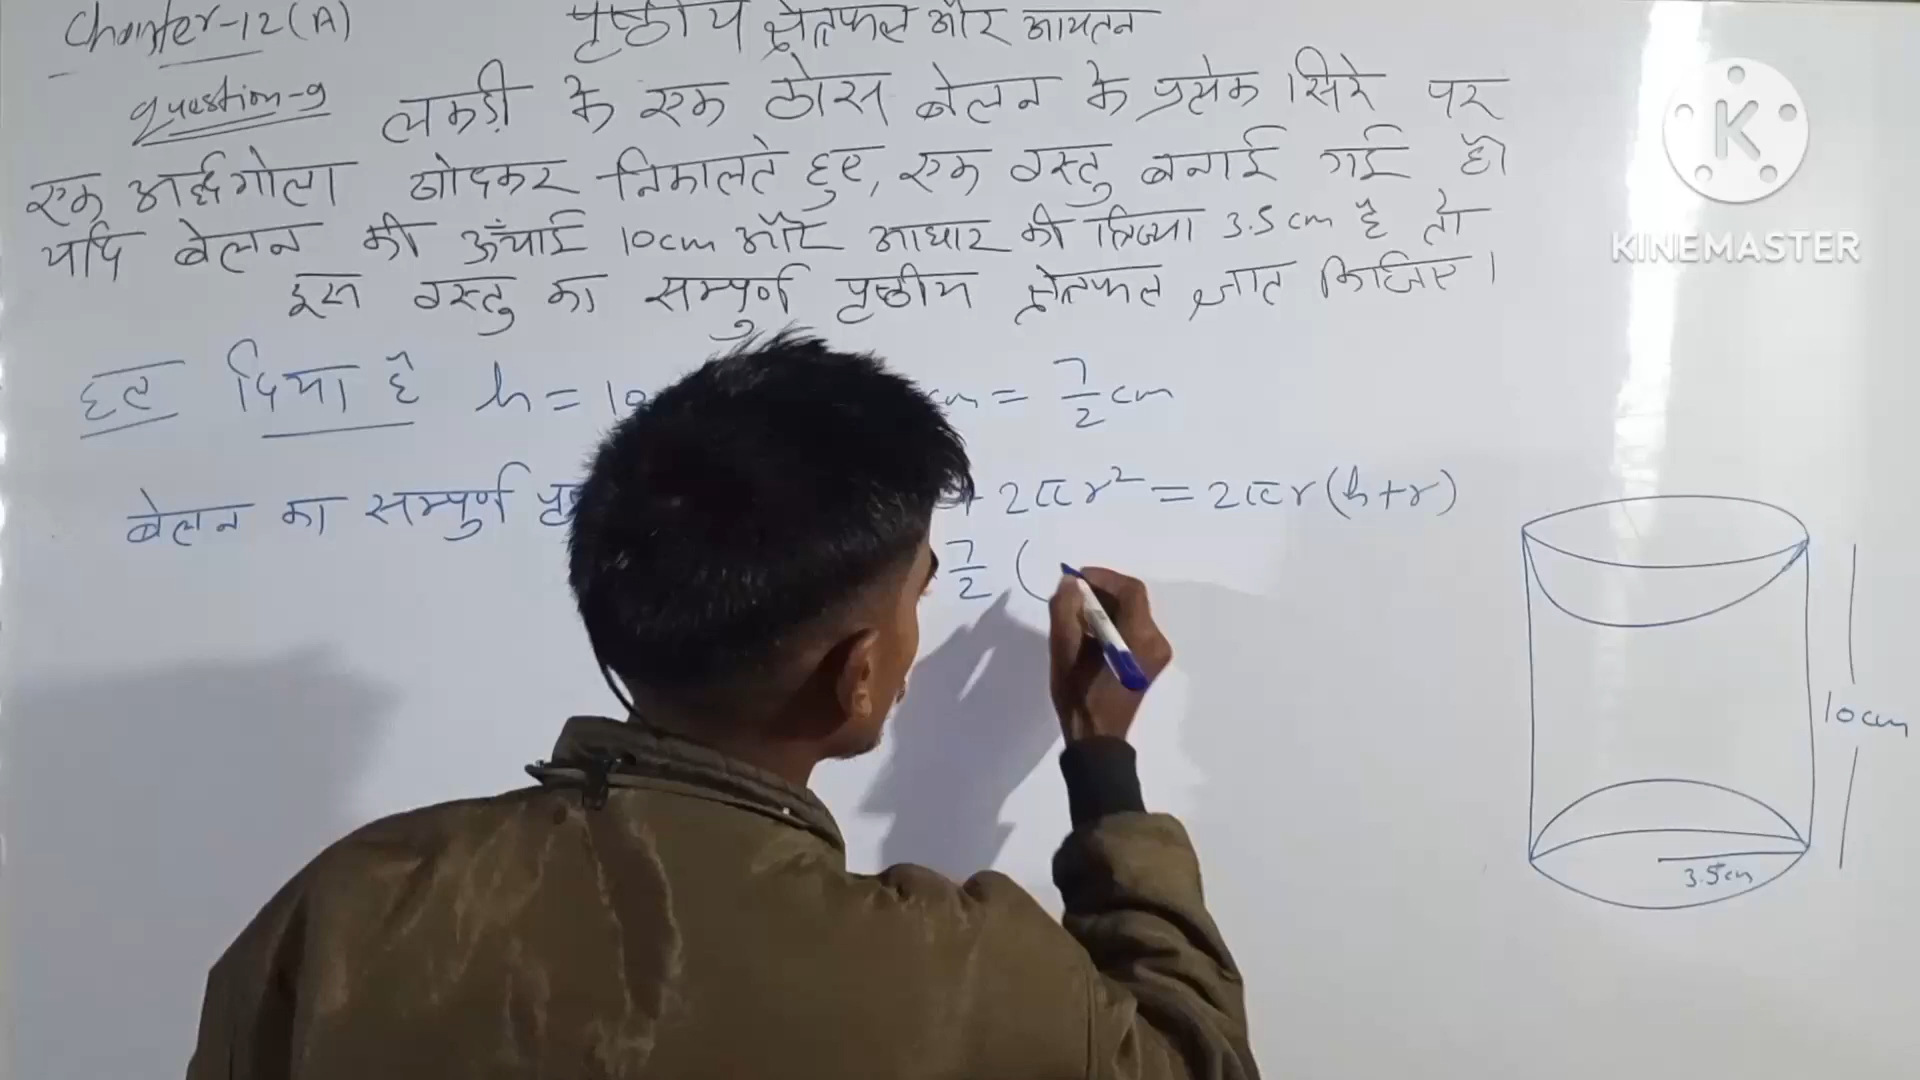 Chapter-12(A) पृष्ठीय क्षेत्रफल और आयतन
question-9 लकड़ी के एक ठोस बेलन के प्रत्येक सिरे पर
एक अर्द्धगोला खोदकर निकालते हुए, एक वस्तु बनाई गई है।
यदि बेलन की ऊँचाई 10cm और आधार की त्रिज्या 3.5cm है तो
इस वस्तु का सम्पुर्ण पृष्ठीय क्षेत्रफल ज्ञात किजिए।
हल दिया है h = 10 cm = 7/2 cm
बेलन का सम्पुर्ण + 2πr² = 2πr(h+r)
7/2 (
10cm
3.5cm
K
KINEMASTER